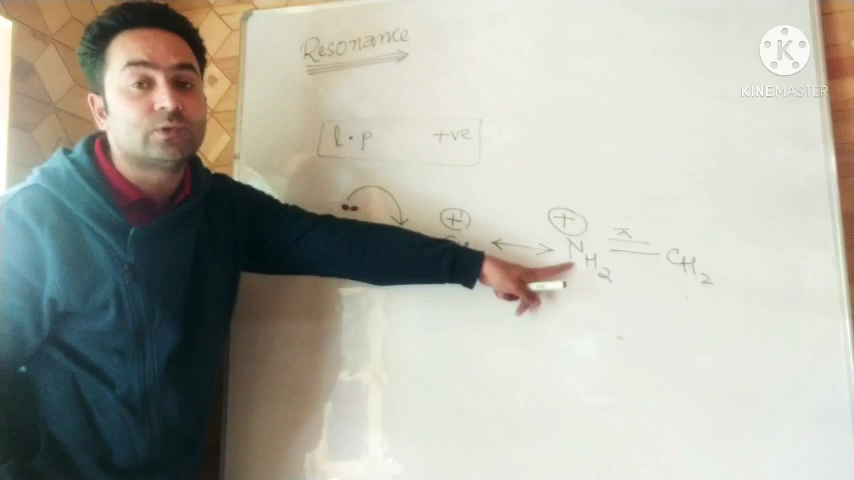 Resonance
K
KINEMASTER
l.p +ve
+ +
↔ NH2 = CH2
π